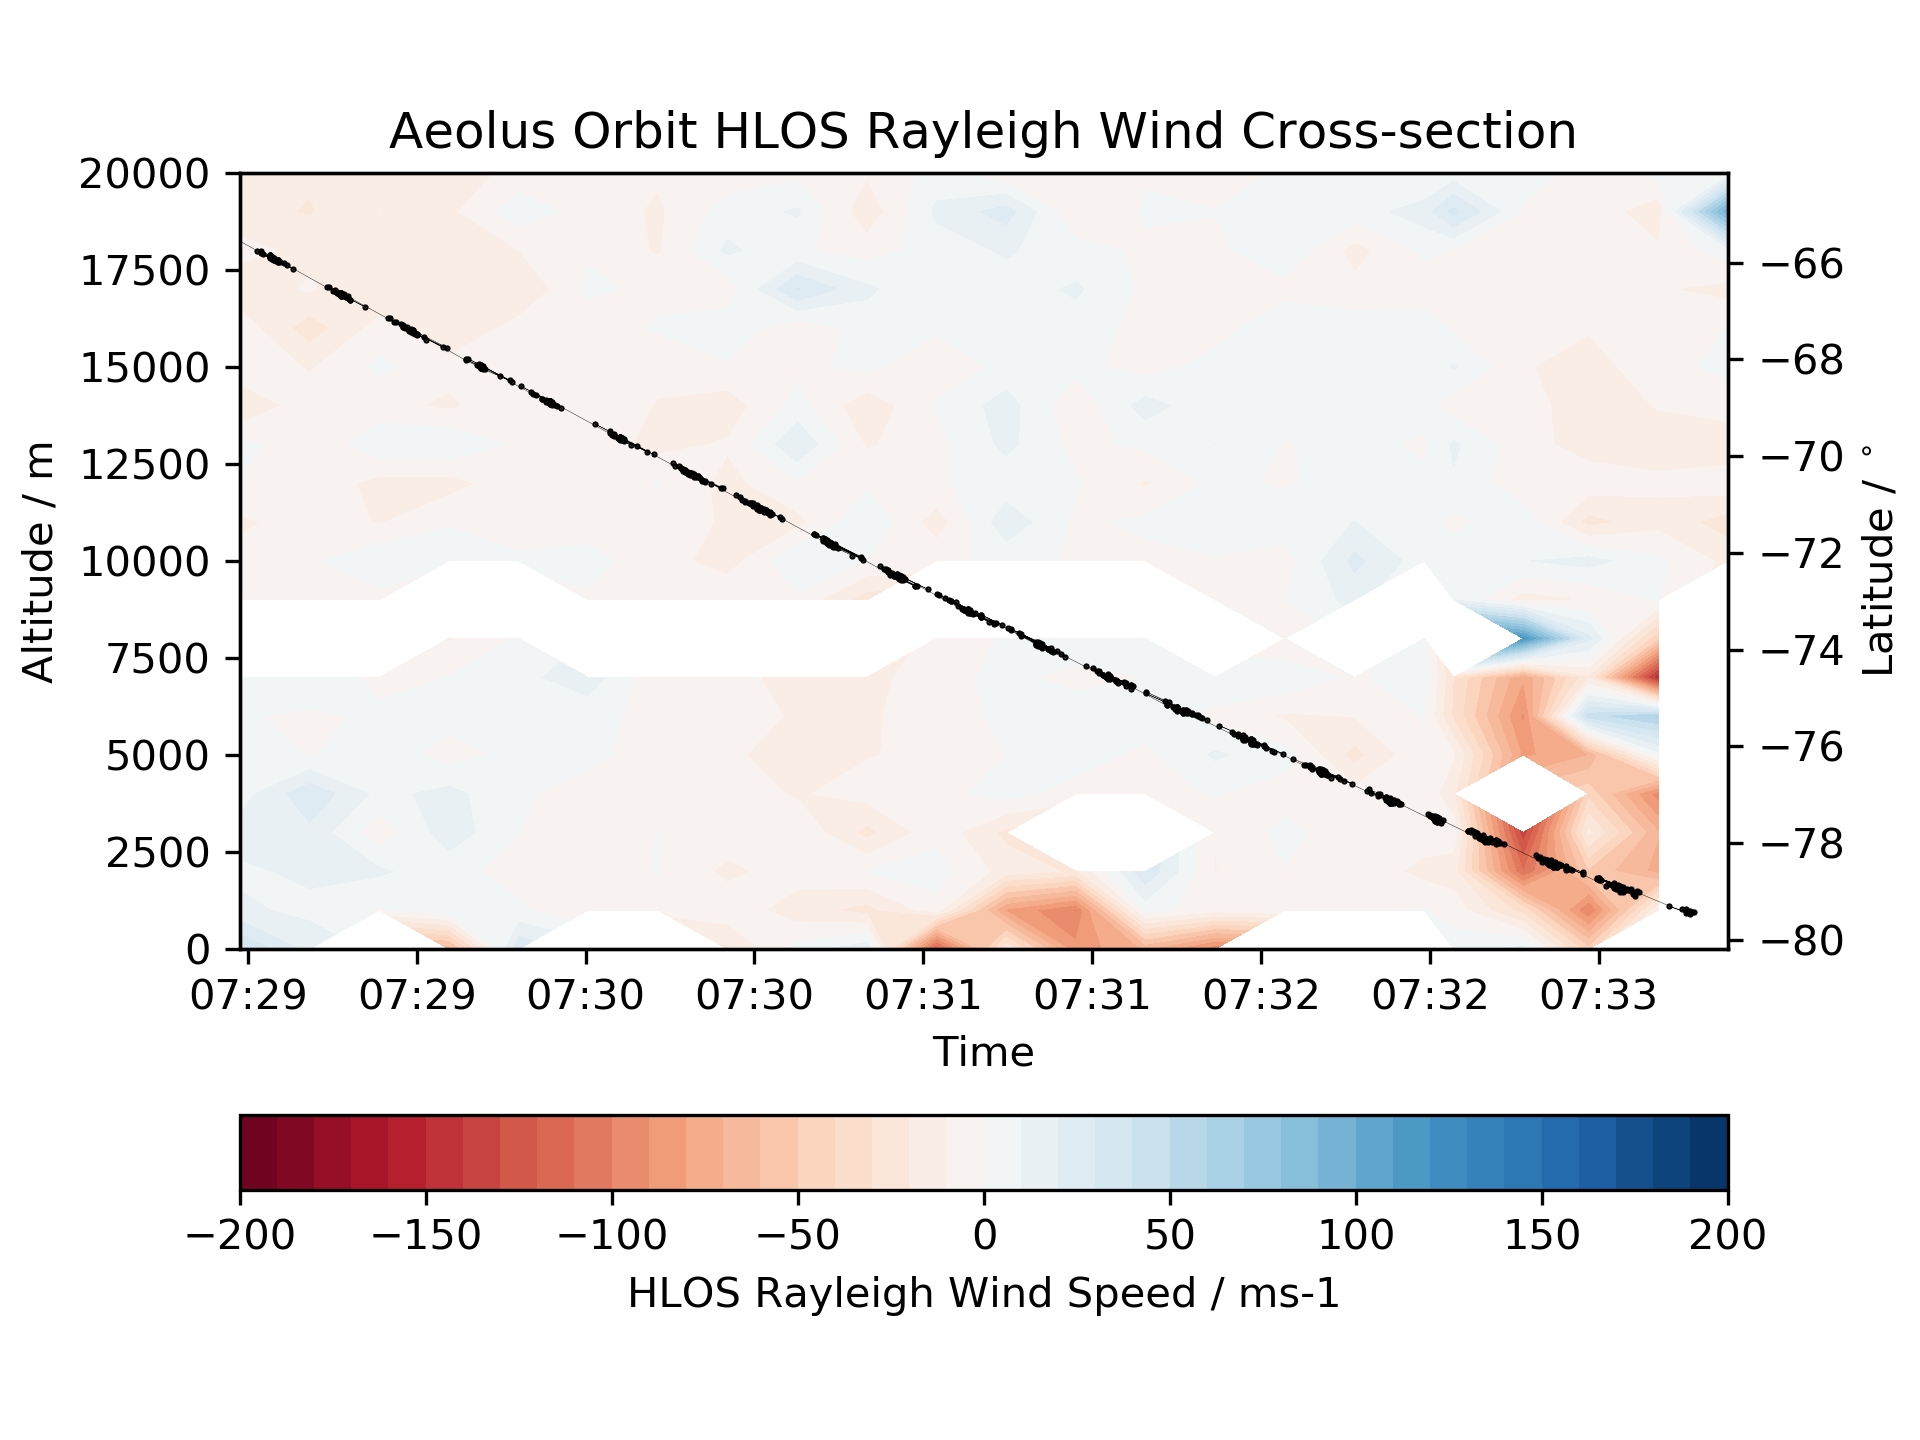 Aeolus Orbit HLOS Rayleigh Wind Cross-section
20000
17500
15000
12500
10000
7500
5000
2500
0
Altitude / m
−66
−68
−70
−72
−74
−76
−78
−80
Latitude / °
07:29 07:29 07:30 07:30 07:31 07:31 07:32 07:32 07:33
Time
−200 −150 −100 −50 0 50 100 150 200
HLOS Rayleigh Wind Speed / ms-1